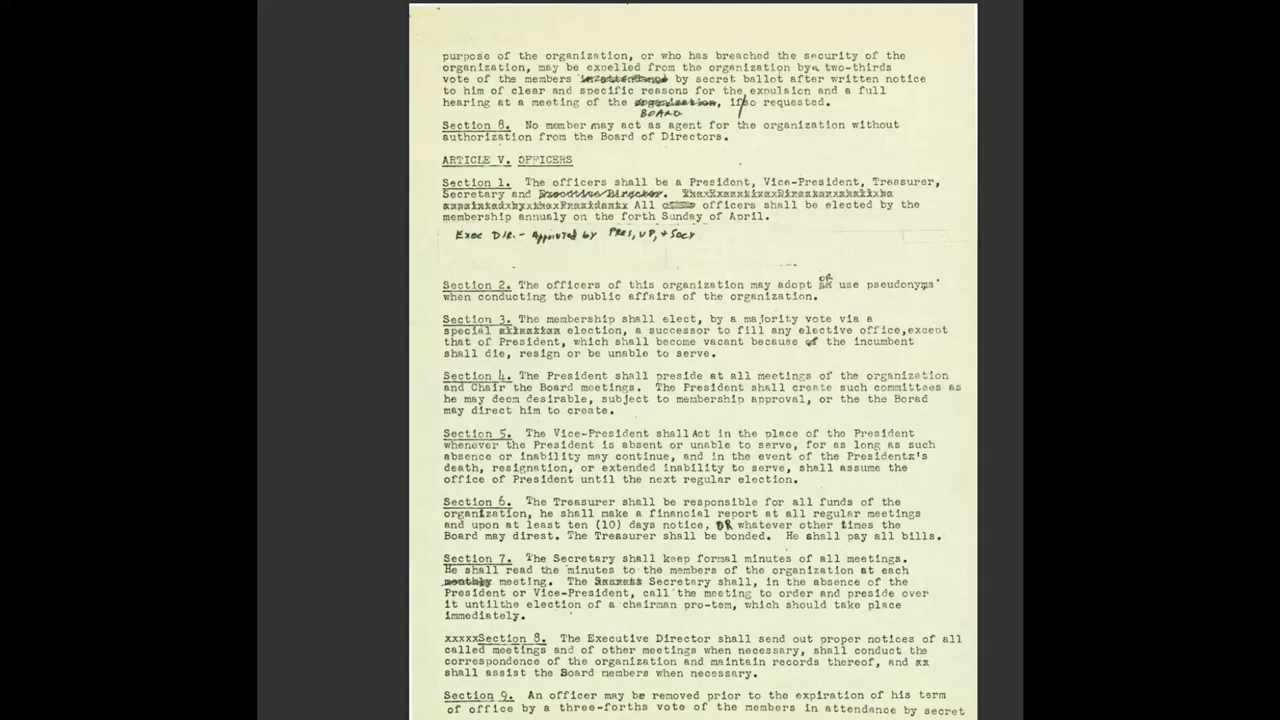 purpose of the organization, or who has breached the security of the
organization, may be expelled from the organization by a two-thirds
vote of the members in attendance by secret ballot after written notice
to him of clear and specific reasons for the expulsion and a full
hearing at a meeting of the organization, if so requested.
BOARD
Section 8. No member may act as agent for the organization without
authorization from the Board of Directors.
ARTICLE V. OFFICERS
Section 1. The officers shall be a President, Vice-President, Treasurer,
Secretary and Executive Director.
All officers shall be elected by the
membership annualy on the forth Sunday of April.
Exec DIR. - Appointed by PRES, VP, + Secy
Section 2. The officers of this organization may adopt or use pseudonyms
when conducting the public affairs of the organization.
Section 3. The membership shall elect, by a majority vote via a
special election, a successor to fill any elective office,except
that of President, which shall become vacant because of the incumbent
shall die, resign or be unable to serve.
Section 4. The President shall preside at all meetings of the organization
and Chair the Board meetings. The President shall create such committees as
he may deem desirable, subject to membership approval, or the the Borad
may direct him to create.
Section 5. The Vice-President shall Act in the place of the President
whenever the President is absent or unable to serve, for as long as such
absence or inability may continue, and in the event of the Presidentx's
death, resignation, or extended inability to serve, shall assume the
office of President until the next regular election.
Section 6. The Treasurer shall be responsible for all funds of the
organization, he shall make a financial report at all regular meetings
and upon at least ten (10) days notice, OR whatever other times the
Board may direst. The Treasurer shall be bonded. He shall pay all bills.
Section 7. The Secretary shall keep formal minutes of all meetings.
He shall read the minutes to the members of the organization at each
monthly meeting. The Secretary shall, in the absence of the
President or Vice-President, call the meeting to order and preside over
it untilthe election of a chairman pro-tem, which should take place
immediately.
xxxxxSection 8. The Executive Director shall send out proper notices of all
called meetings and of other meetings when necessary, shall conduct the
correspondence of the organization and maintain records thereof, and xx
shall assist the Board members when necessary.
Section 9. An officer may be removed prior to the expiration of his term
of office by a three-forths vote of the members in attendance by secret